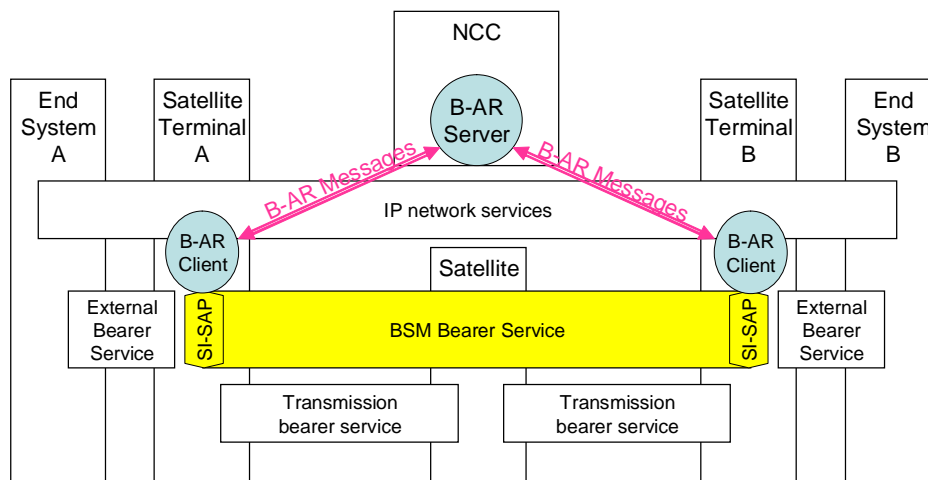 NCC
End
System
A
Satellite
Terminal
A
B-AR
Server
Satellite
Terminal
B
End
System
B
B-AR Messages
B-AR Messages
IP network services
B-AR
Client
B-AR
Client
Satellite
External
Bearer
Service
SI-SAP
BSM Bearer Service
SI-SAP
External
Bearer
Service
Transmission
bearer service
Transmission
bearer service